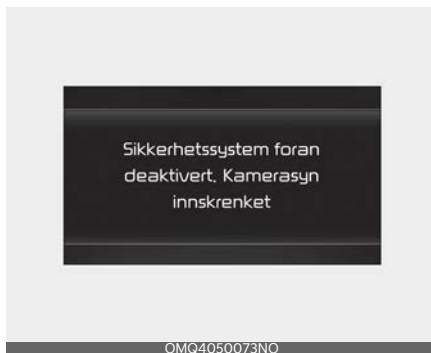 Sikkerhetssystem foran
deaktivert, Kamerasyn
innskrenket
OMQ4050073NO